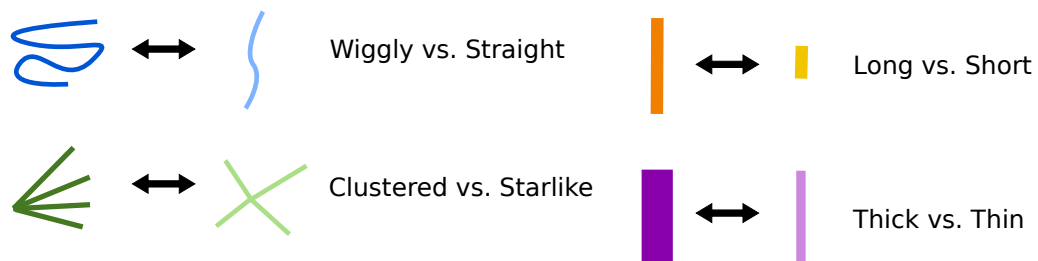 Wiggly vs. Straight
Long vs. Short
Clustered vs. Starlike
Thick vs. Thin